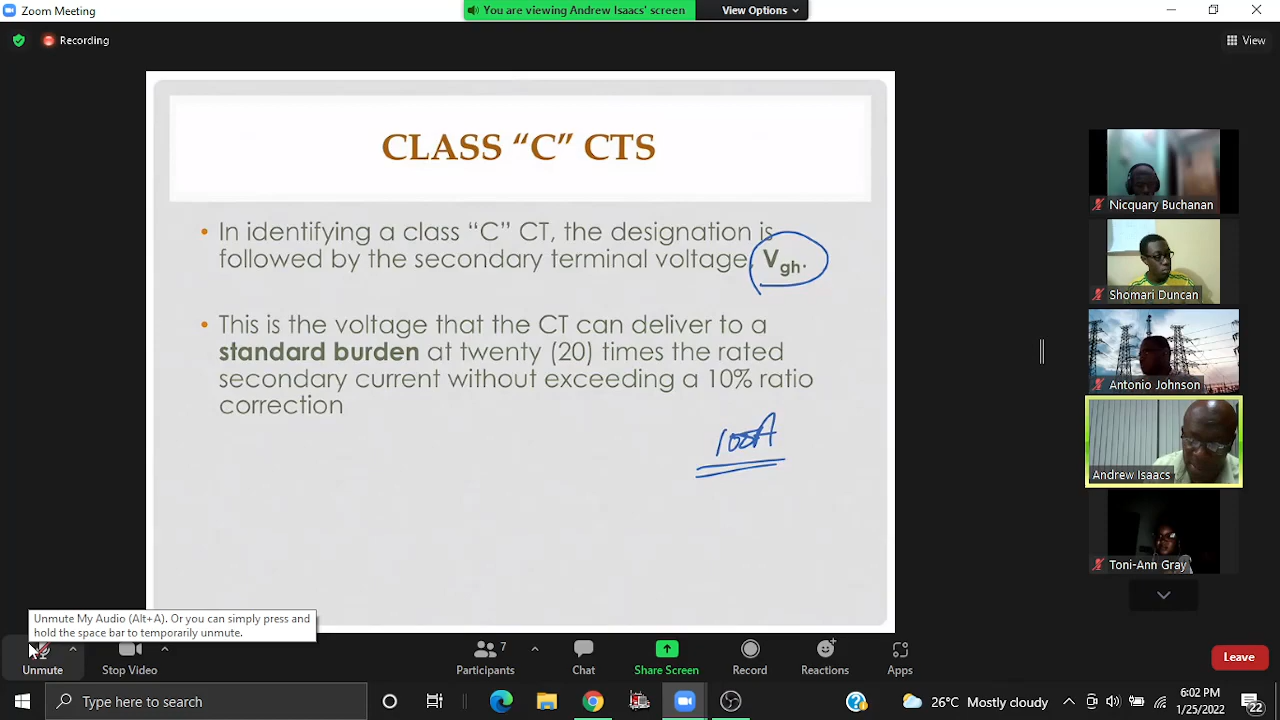 Zoom Meeting
You are viewing Andrew Isaacs' screen
View Options
Recording
View
CLASS “C” CTS
• In identifying a class “C” CT, the designation is
followed by the secondary terminal voltage, Vgh.
• This is the voltage that the CT can deliver to a
standard burden at twenty (20) times the rated
secondary current without exceeding a 10% ratio
correction
100A
Nicquary Buchanan
Shomari Duncan
Antonio Johnson
Andrew Isaacs
Toni-Ann Gray
Unmute My Audio (Alt+A). Or you can simply press and
hold the space bar to temporarily unmute.
Unmute
Stop Video
7
Participants
Chat
Share Screen
Record
Reactions
Apps
Leave
Type here to search
26°C Mostly cloudy
6:02 PM
1/25/2022
22